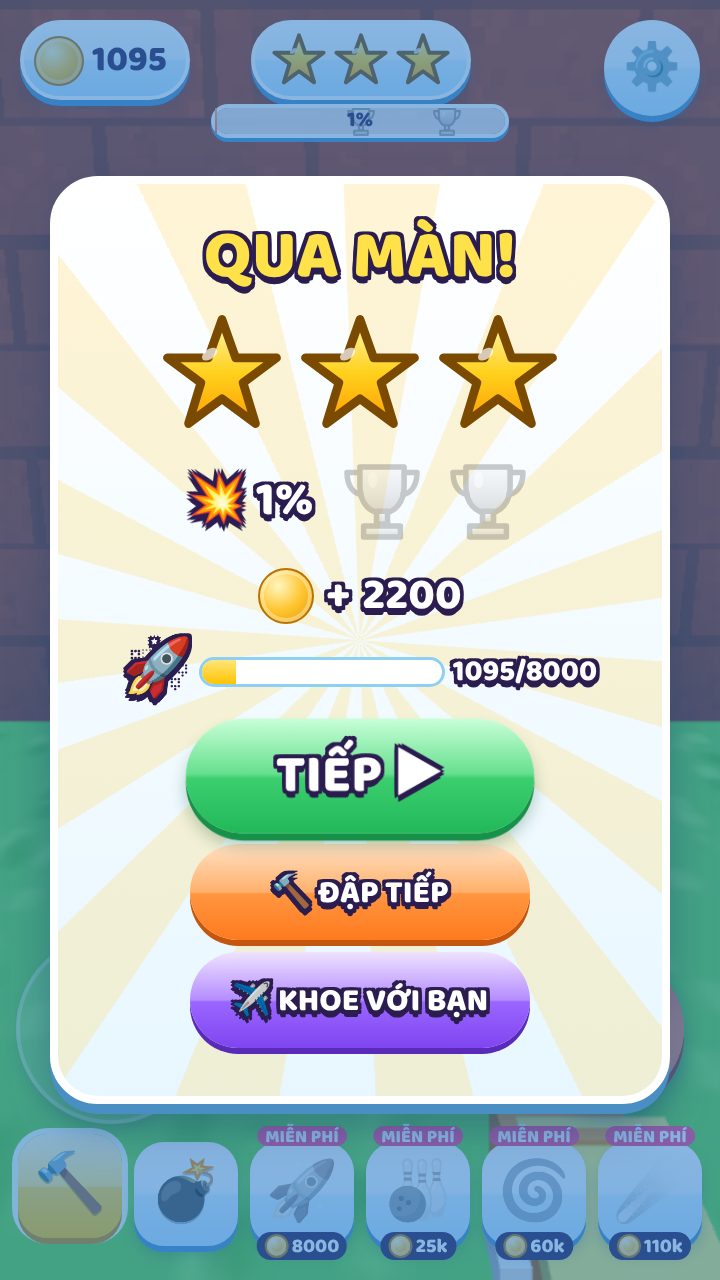 1095
1%
QUA MÀN!
1%
+ 2200
1095/8000
TIẾP
ĐẬP TIẾP
KHOE VỚI BẠN
MIỄN PHÍ MIỄN PHÍ MIỄN PHÍ MIỄN PHÍ
8000 25k 60k 110k